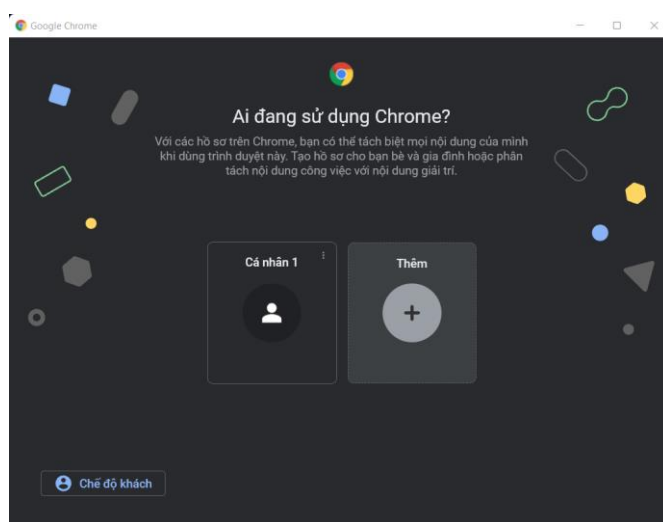 Google Chrome
Ai đang sử dụng Chrome?
Với các hồ sơ trên Chrome, bạn có thể tách biệt mọi nội dung của mình
khi dùng trình duyệt này. Tạo hồ sơ cho bạn bè và gia đình hoặc phân
tách nội dung công việc với nội dung giải trí.
Cá nhân 1
Thêm
Chế độ khách